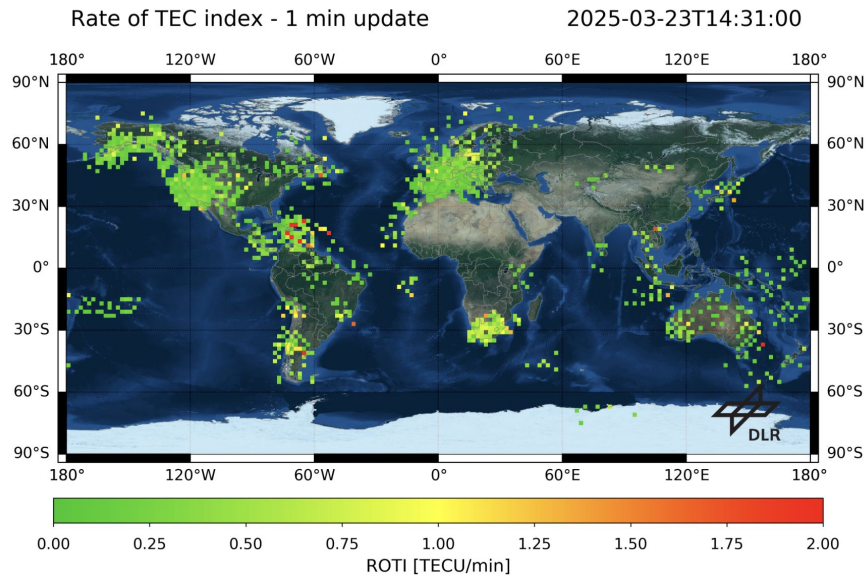 Rate of TEC index - 1 min update 2025-03-23T14:31:00
180° 120°W 60°W 0° 60°E 120°E 180°
90°N 90°N
60°N 60°N
30°N 30°N
0° 0°
30°S 30°S
60°S 60°S
DLR
90°S 90°S
180° 120°W 60°W 0° 60°E 120°E 180°
0.00 0.25 0.50 0.75 1.00 1.25 1.50 1.75 2.00
ROTI [TECU/min]